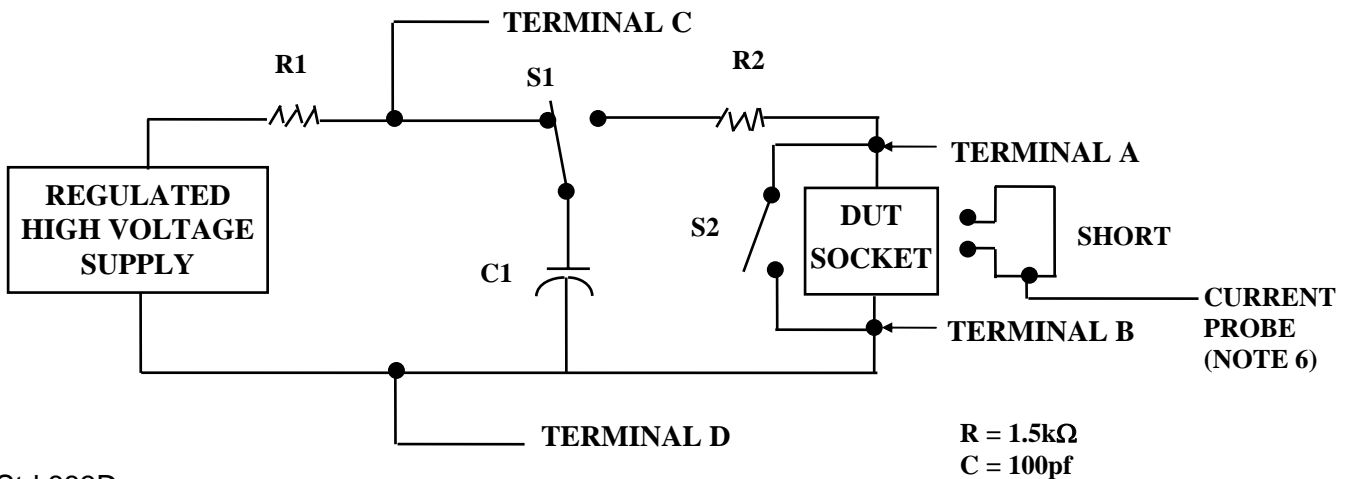 TERMINAL C
R1
S1
R2
TERMINAL A
REGULATED
HIGH VOLTAGE
SUPPLY
S2
DUT
SOCKET
SHORT
C1
CURRENT
PROBE
(NOTE 6)
TERMINAL B
TERMINAL D
R = 1.5kΩ
C = 100pf